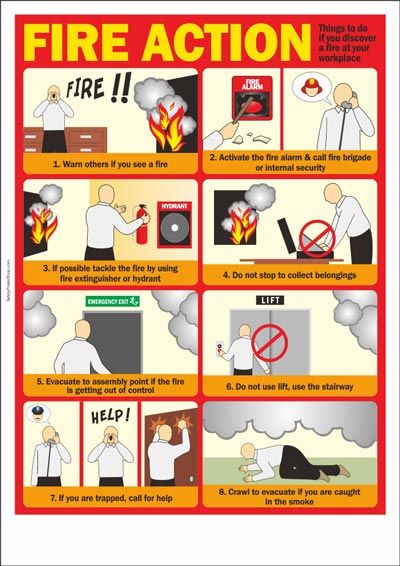 FIRE ACTION
Things to do
if you discover
a fire at your
workplace
FIRE !!
1. Warn others if you see a fire
FIRE
ALARM
2. Activate the fire alarm & call fire brigade
or internal security
HYDRANT
3. If possible tackle the fire by using
fire extinguisher or hydrant
4. Do not stop to collect belongings
EMERGENCY EXIT
5. Evacuate to assembly point if the fire
is getting out of control
LIFT
6. Do not use lift, use the stairway
HELP!
7. If you are trapped, call for help
8. Crawl to evacuate if you are caught
in the smoke
SafetyPosterShop.com